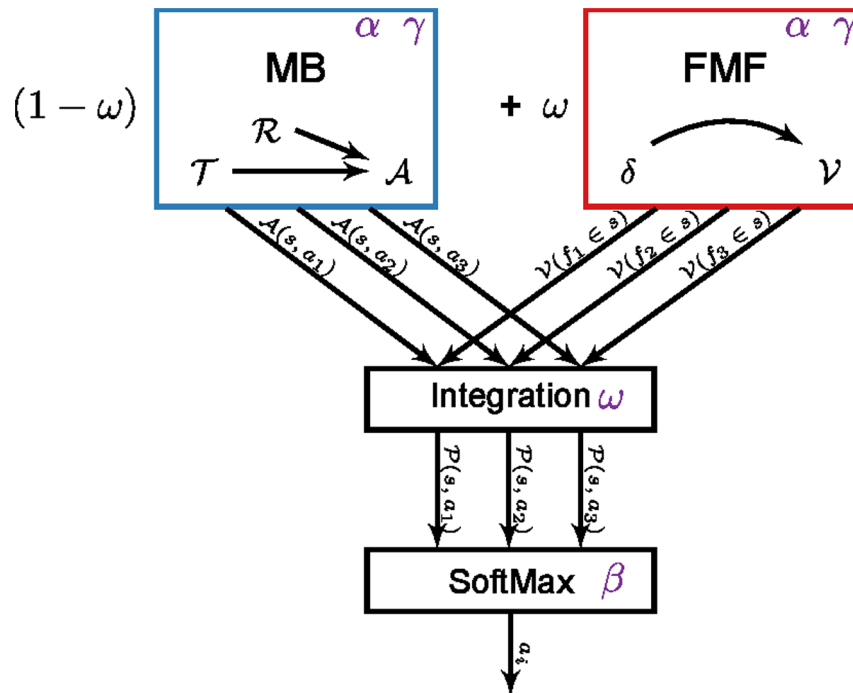 α γ
MB
(1 − ω)
ℛ
𝒯
𝒜
+ ω
α γ
FMF
δ
𝒱
𝒜(s, a₁)
𝒜(s, a₂)
𝒜(s, a₃)
𝒱(f₁ ∈ s)
𝒱(f₂ ∈ s)
𝒱(f₃ ∈ s)
Integration ω
𝒫(s, a₁)
𝒫(s, a₂)
𝒫(s, a₃)
SoftMax β
aᵢ